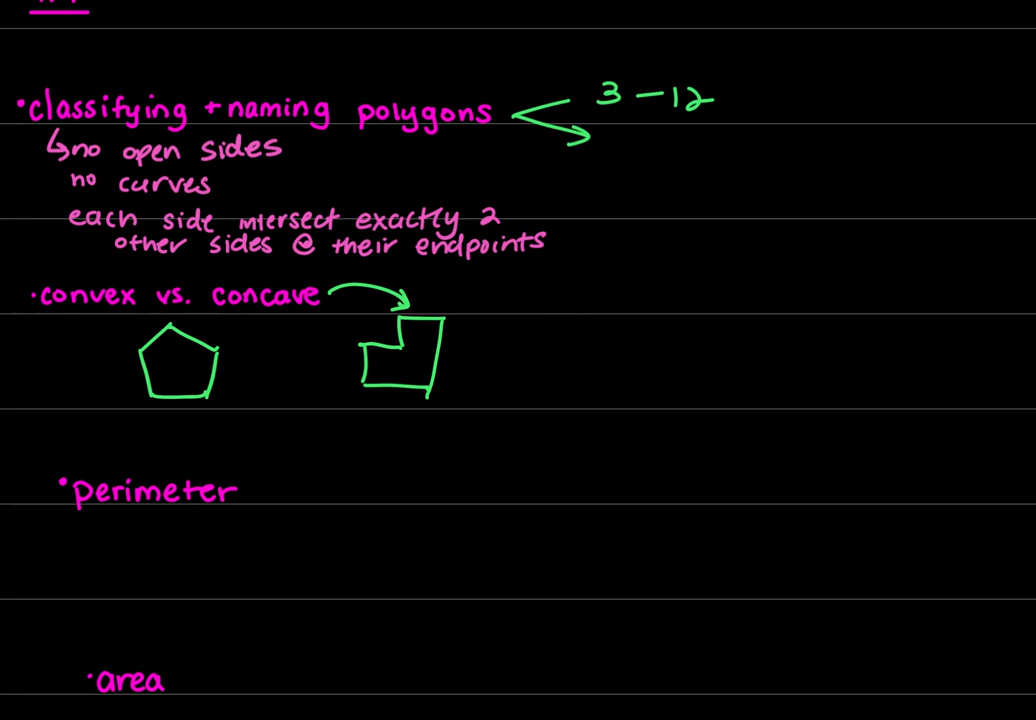 •classifying + naming polygons 3 - 12
↳no open sides
no curves
each side intersect exactly 2
other sides @ their endpoints
•convex vs. concave
•perimeter
•area